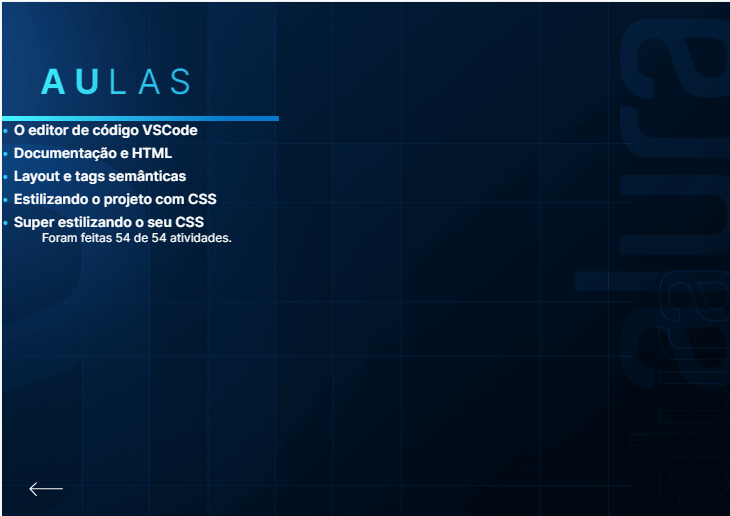 AULAS
O editor de código VSCode
Documentação e HTML
Layout e tags semânticas
Estilizando o projeto com CSS
Super estilizando o seu CSS
Foram feitas 54 de 54 atividades.
alura
alura